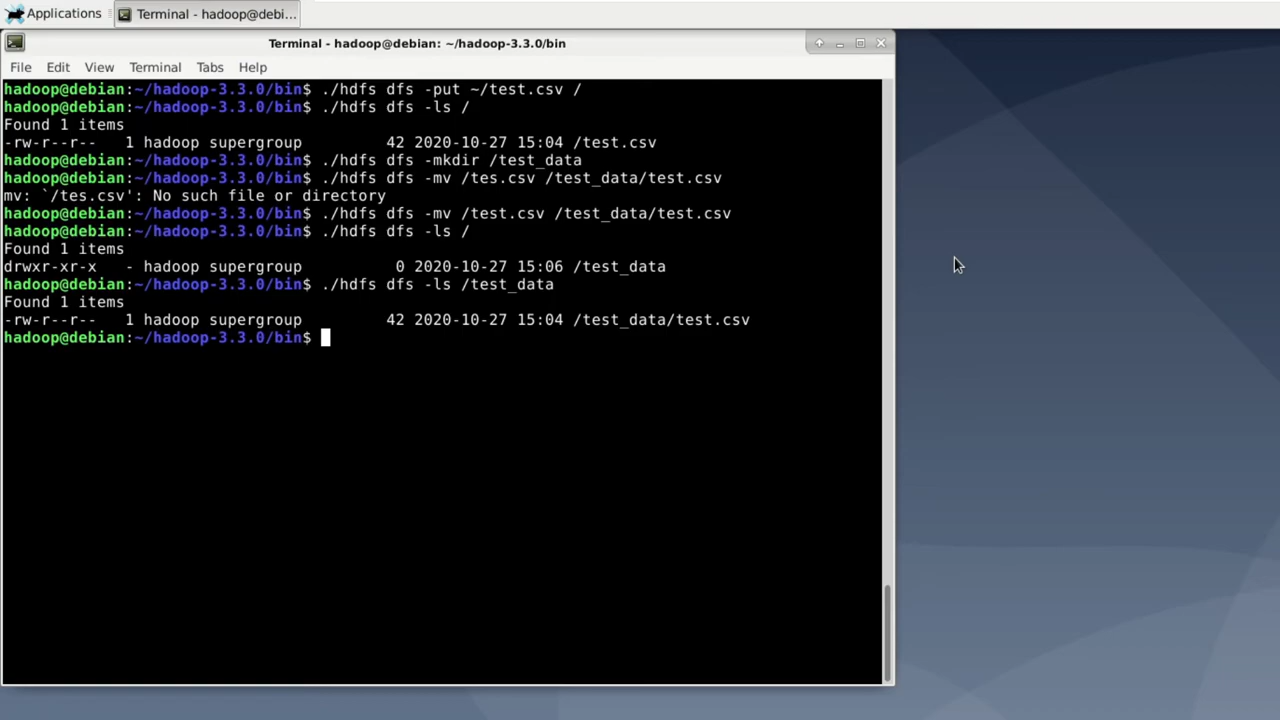 Applications
Terminal - hadoop@debi...
Terminal - hadoop@debian: ~/hadoop-3.3.0/bin
File Edit View Terminal Tabs Help
hadoop@debian:~/hadoop-3.3.0/bin$ ./hdfs dfs -put ~/test.csv /
hadoop@debian:~/hadoop-3.3.0/bin$ ./hdfs dfs -ls /
Found 1 items
-rw-r--r--   1 hadoop supergroup         42 2020-10-27 15:04 /test.csv
hadoop@debian:~/hadoop-3.3.0/bin$ ./hdfs dfs -mkdir /test_data
hadoop@debian:~/hadoop-3.3.0/bin$ ./hdfs dfs -mv /tes.csv /test_data/test.csv
mv: `/tes.csv': No such file or directory
hadoop@debian:~/hadoop-3.3.0/bin$ ./hdfs dfs -mv /test.csv /test_data/test.csv
hadoop@debian:~/hadoop-3.3.0/bin$ ./hdfs dfs -ls /
Found 1 items
drwxr-xr-x   - hadoop supergroup          0 2020-10-27 15:06 /test_data
hadoop@debian:~/hadoop-3.3.0/bin$ ./hdfs dfs -ls /test_data
Found 1 items
-rw-r--r--   1 hadoop supergroup         42 2020-10-27 15:04 /test_data/test.csv
hadoop@debian:~/hadoop-3.3.0/bin$